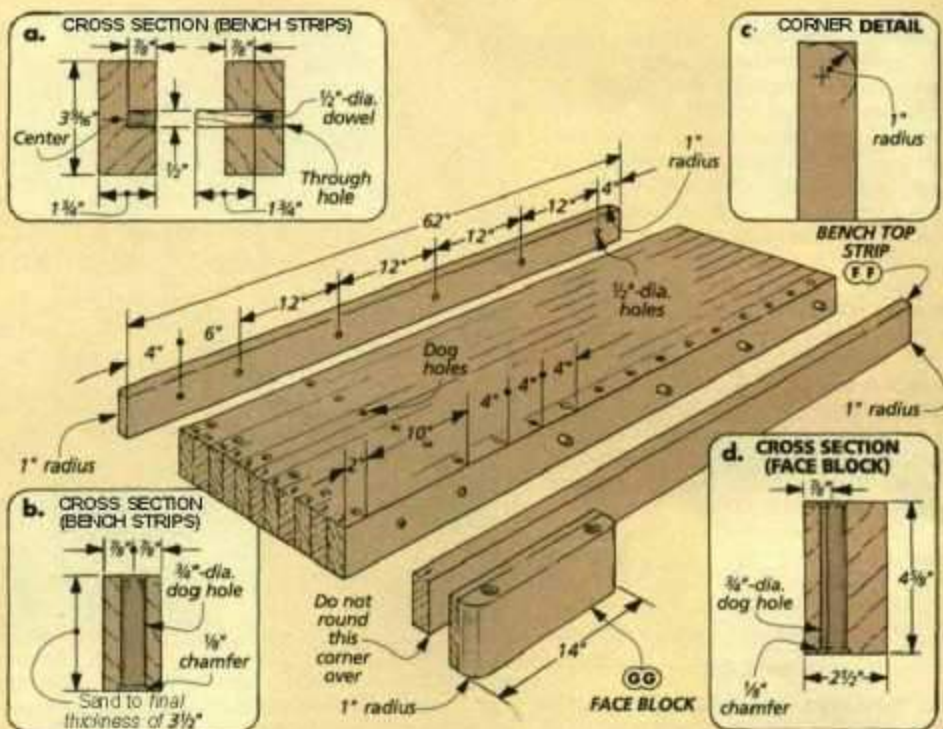 a. CROSS SECTION (BENCH STRIPS)
7/8" 7/8"
Center
3 9/16"
1/2"
1/2"-dia.
dowel
Through
hole
1 3/4" 1 3/4"
c. CORNER DETAIL
1"
radius
1"
radius
62"
4" 6" 12" 12" 12" 12" 12" 4"
1/2"-dia.
holes
BENCH TOP
STRIP
FF
Dog
holes
2" 10" 4" 4" 4"
1" radius
1" radius
b. CROSS SECTION
(BENCH STRIPS)
7/8" 7/8"
3/4"-dia.
dog hole
1/8"
chamfer
Sand to final
thickness of 3 1/2"
Do not
round
this
corner
over
1" radius
14"
GG
FACE BLOCK
d. CROSS SECTION
(FACE BLOCK)
7/8"
3/4"-dia.
dog hole
4 3/8"
1/8"
chamfer
2 1/2"